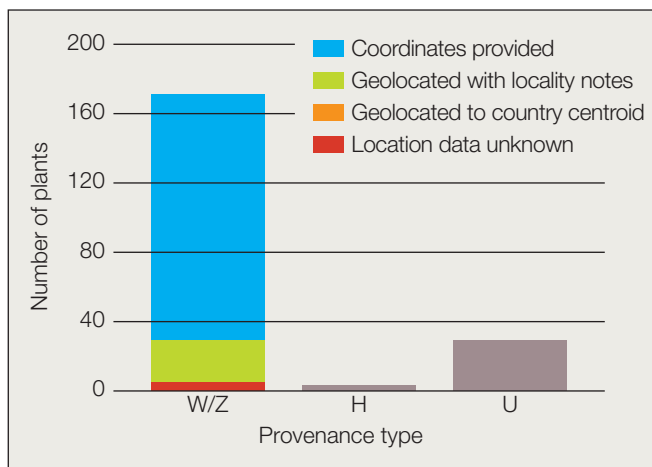 200
160
120
80
40
0
Number of plants
Coordinates provided
Geolocated with locality notes
Geolocated to country centroid
Location data unknown
W/Z H U
Provenance type